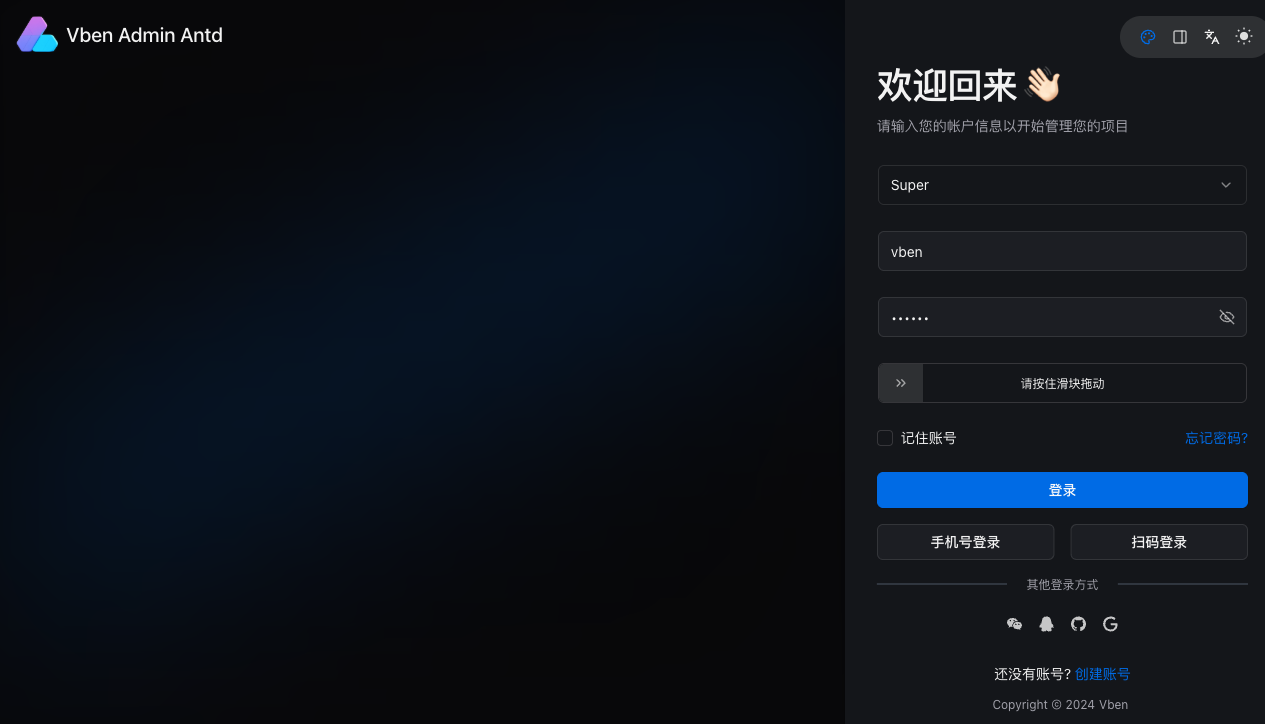 Vben Admin Antd
欢迎回来 👋🏻
请输入您的帐户信息以开始管理您的项目
Super
vben
••••••
请按住滑块拖动
记住账号
忘记密码?
登录
手机号登录
扫码登录
其他登录方式
还没有账号? 创建账号
Copyright © 2024 Vben